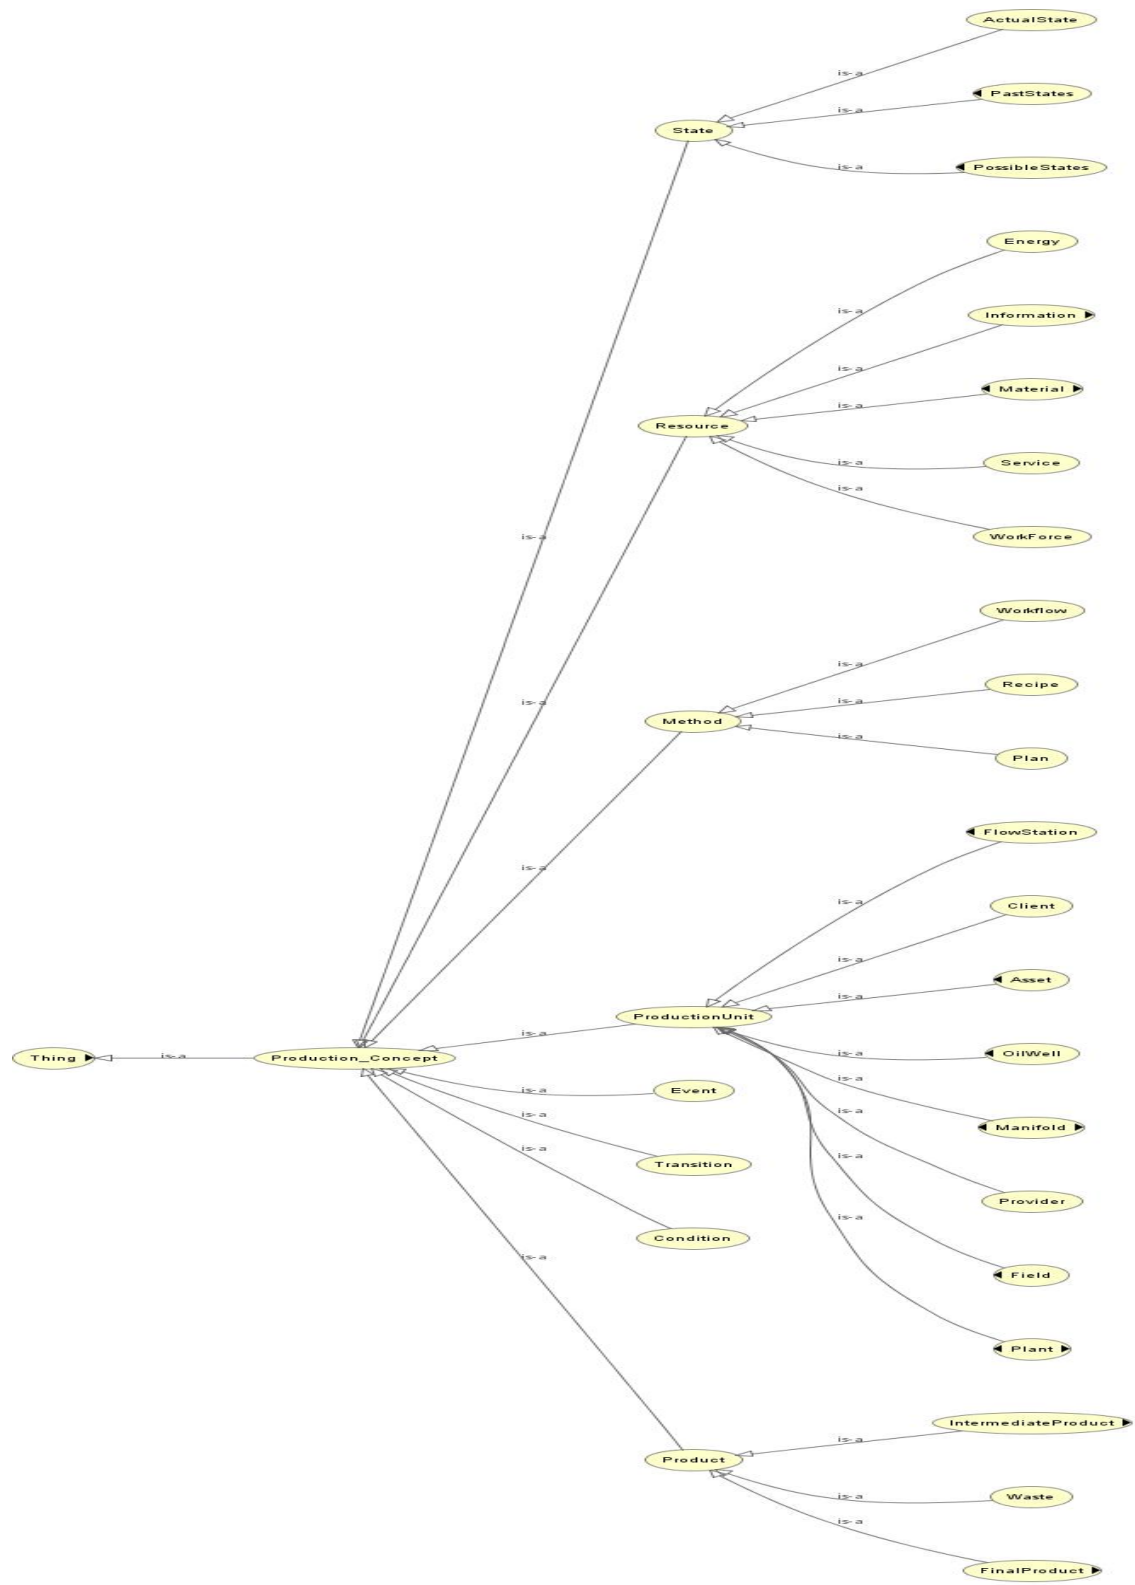 ActualState
is-a
PastStates
is-a
State
PossibleStates
is-a
Energy
is-a
Information
is-a
Material
is-a
Resource
Service
is-a
is-a
WorkForce
is-a
Workflow
is-a
Recipe
is-a
Method
is-a
Plan
is-a
FlowStation
is-a
Client
is-a
Asset
is-a
ProductionUnit
is-a
OilWell
is-a
Thing
is-a
Production_Concept
is-a
Event
is-a
is-a
Manifold
is-a
is-a
Transition
is-a
Provider
is-a
Condition
is-a
Field
Plant
IntermediateProduct
is-a
Product
Waste
is-a
is-a
FinalProduct